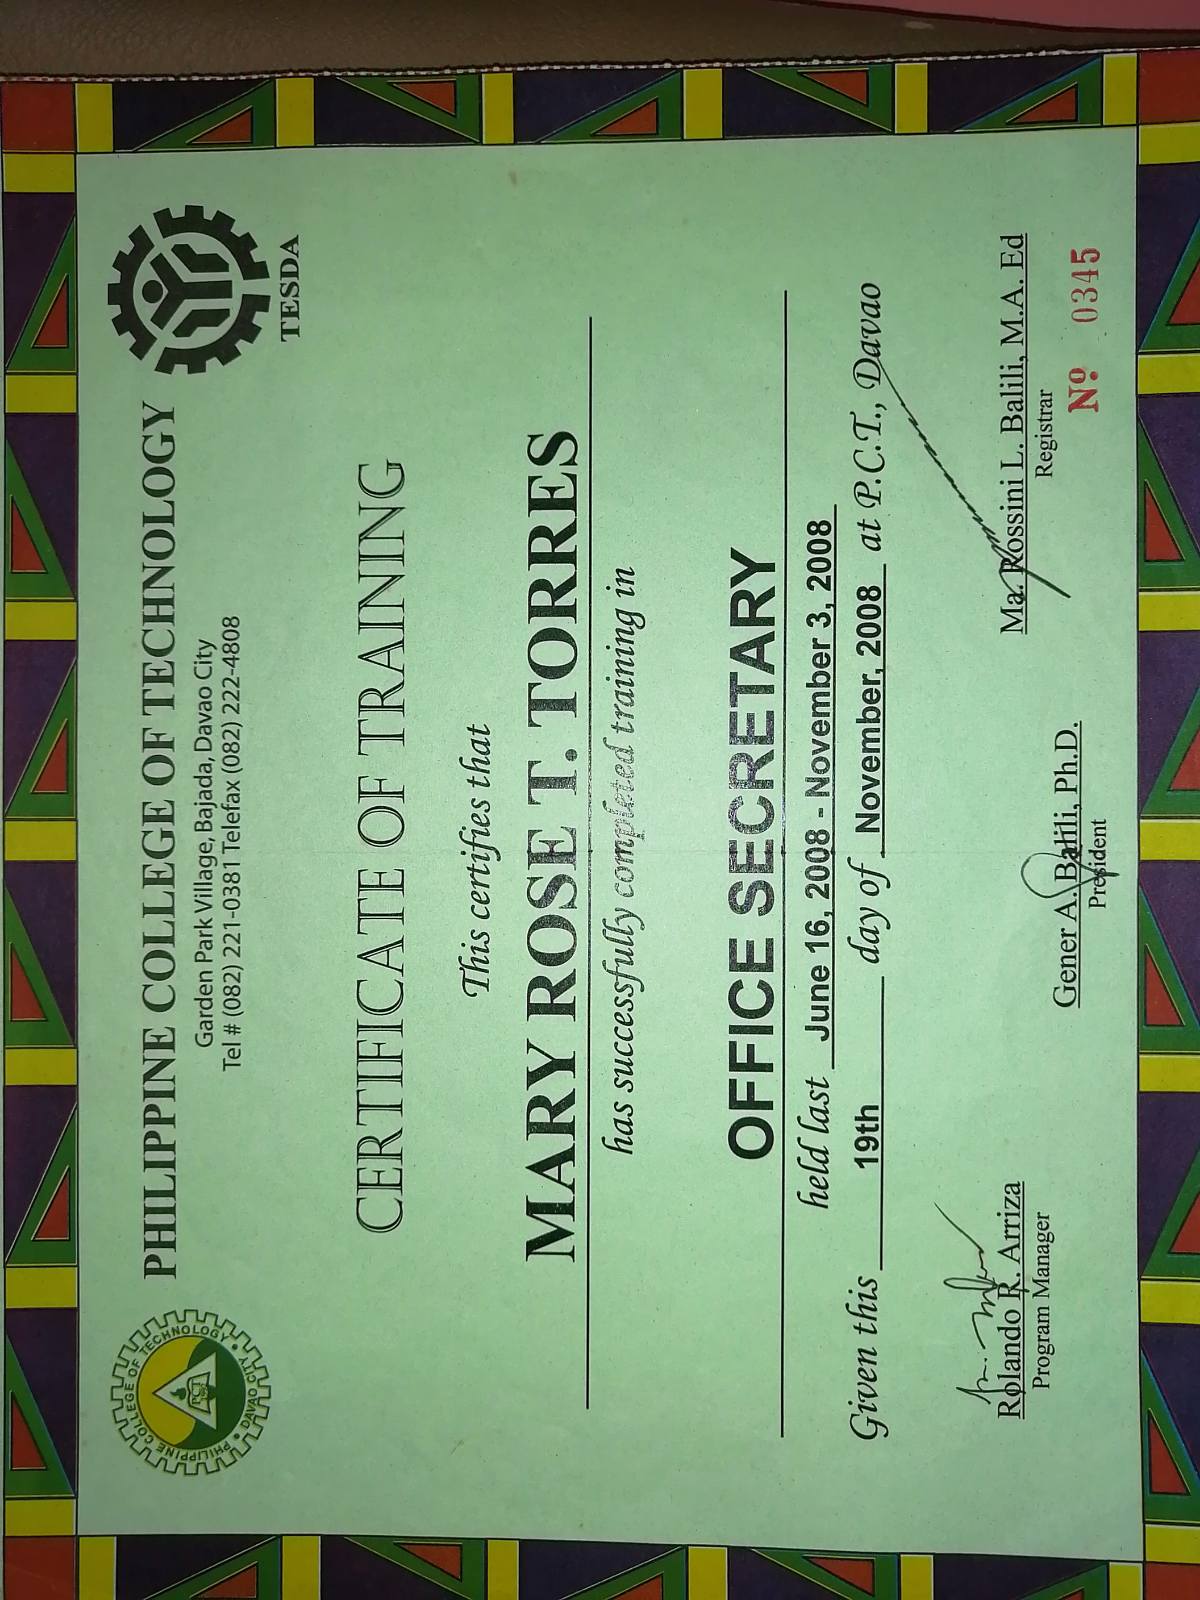 PHILIPPINE COLLEGE OF TECHNOLOGY
Garden Park Village, Bajada, Davao City
Tel # (082) 221-0381 Telefax (082) 222-4808
PHILIPPINE COLLEGE OF TECHNOLOGY • DAVAO CITY •
PCT
TESDA
CERTIFICATE OF TRAINING
This certifies that
MARY ROSE T. TORRES
has successfully completed training in
OFFICE SECRETARY
held last June 16, 2008 - November 3, 2008
Given this 19th day of November, 2008 at P.C.T., Davao
Rolando R. Arriza
Program Manager
Gener A. Balili, Ph.D.
President
Ma. Rossini L. Balili, M.A. Ed
Registrar
Nº 0345